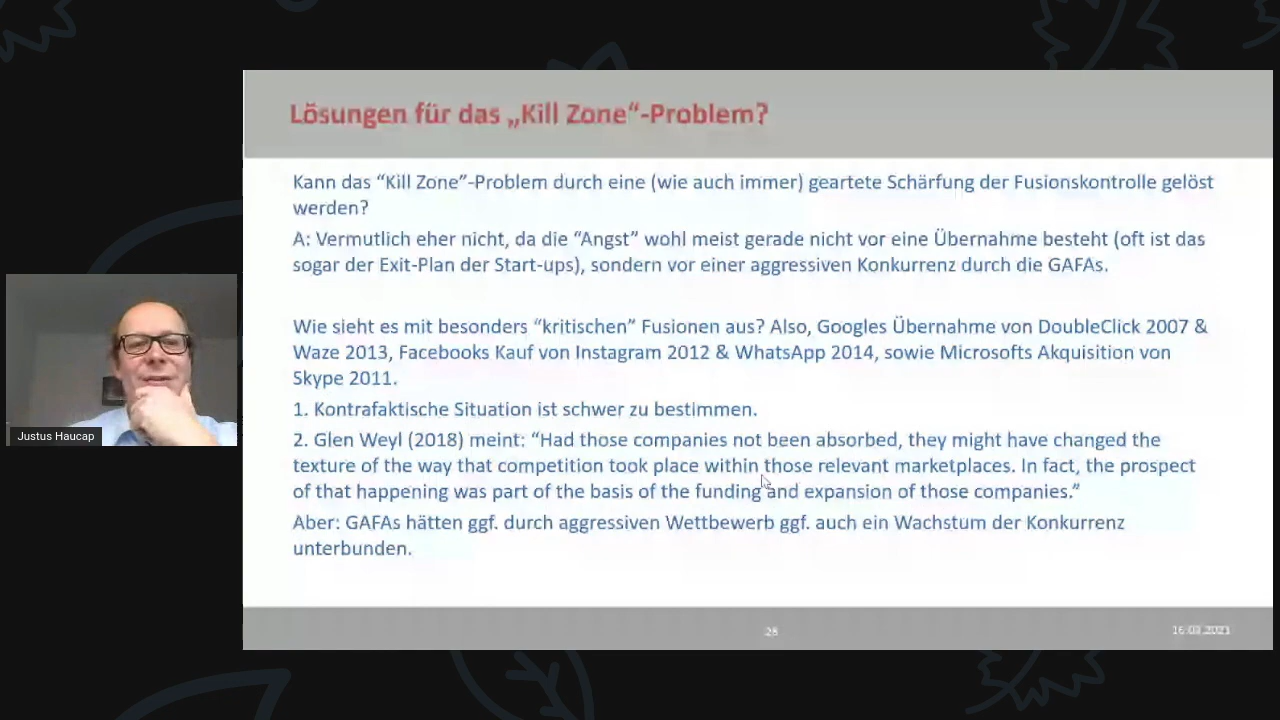 Lösungen für das „Kill Zone“-Problem?
Kann das “Kill Zone”-Problem durch eine (wie auch immer) geartete Schärfung der Fusionskontrolle gelöst
werden?
A: Vermutlich eher nicht, da die “Angst” wohl meist gerade nicht vor eine Übernahme besteht (oft ist das
sogar der Exit-Plan der Start-ups), sondern vor einer aggressiven Konkurrenz durch die GAFAs.
Wie sieht es mit besonders “kritischen” Fusionen aus? Also, Googles Übernahme von DoubleClick 2007 &
Waze 2013, Facebooks Kauf von Instagram 2012 & WhatsApp 2014, sowie Microsofts Akquisition von
Skype 2011.
1. Kontrafaktische Situation ist schwer zu bestimmen.
2. Glen Weyl (2018) meint: “Had those companies not been absorbed, they might have changed the
texture of the way that competition took place within those relevant marketplaces. In fact, the prospect
of that happening was part of the basis of the funding and expansion of those companies.”
Aber: GAFAs hätten ggf. durch aggressiven Wettbewerb ggf. auch ein Wachstum der Konkurrenz
unterbunden.
Justus Haucap